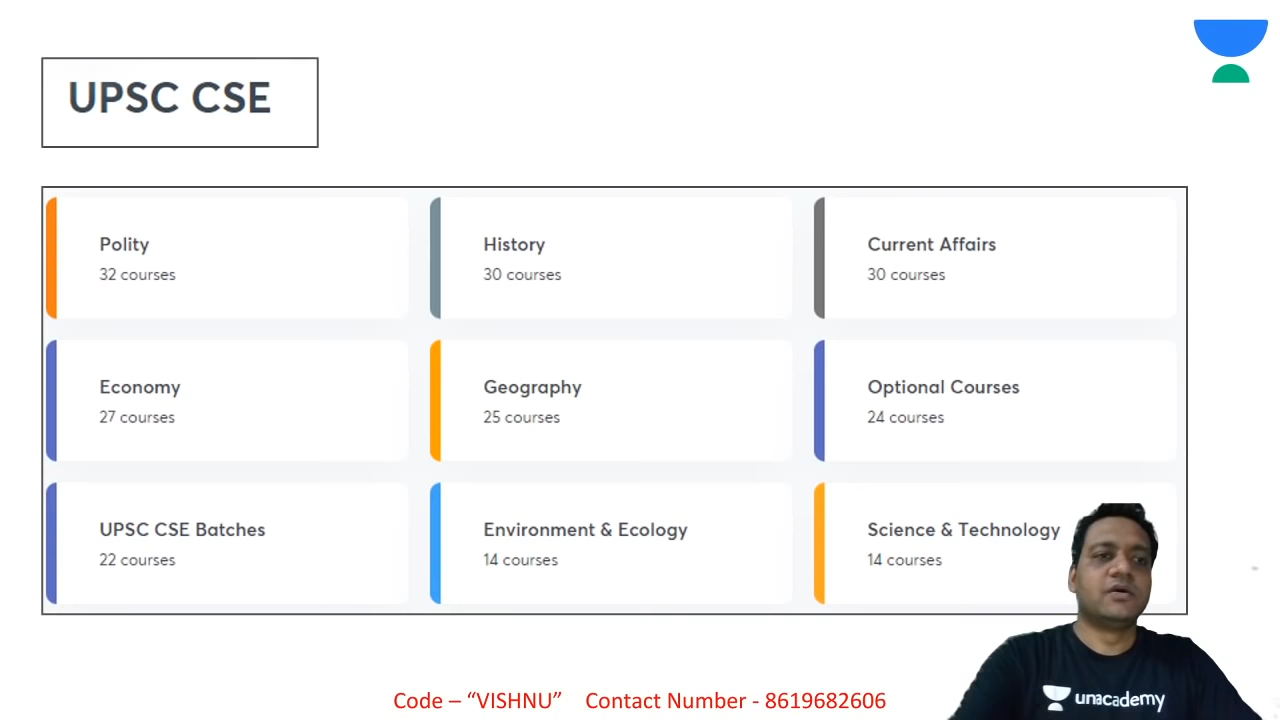 UPSC CSE
Polity
32 courses
History
30 courses
Current Affairs
30 courses
Economy
27 courses
Geography
25 courses
Optional Courses
24 courses
UPSC CSE Batches
22 courses
Environment & Ecology
14 courses
Science & Technology
14 courses
unacademy
Code – “VISHNU” Contact Number - 8619682606